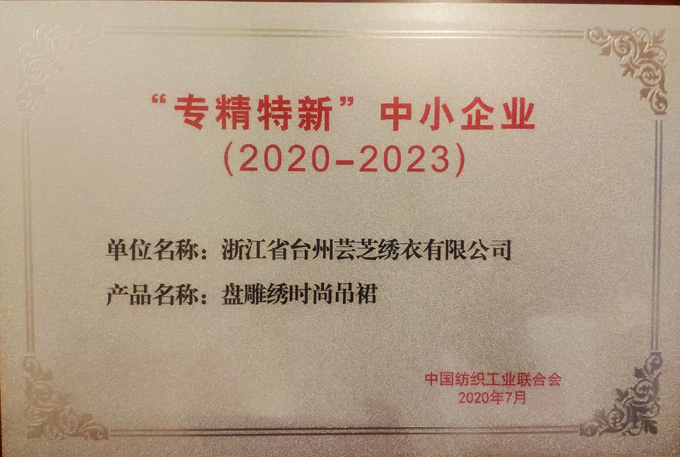 “专精特新”中小企业
(2020-2023)
单位名称：浙江省台州芸芝绣衣有限公司
产品名称：盘雕绣时尚吊裙
中国纺织工业联合会
2020年7月